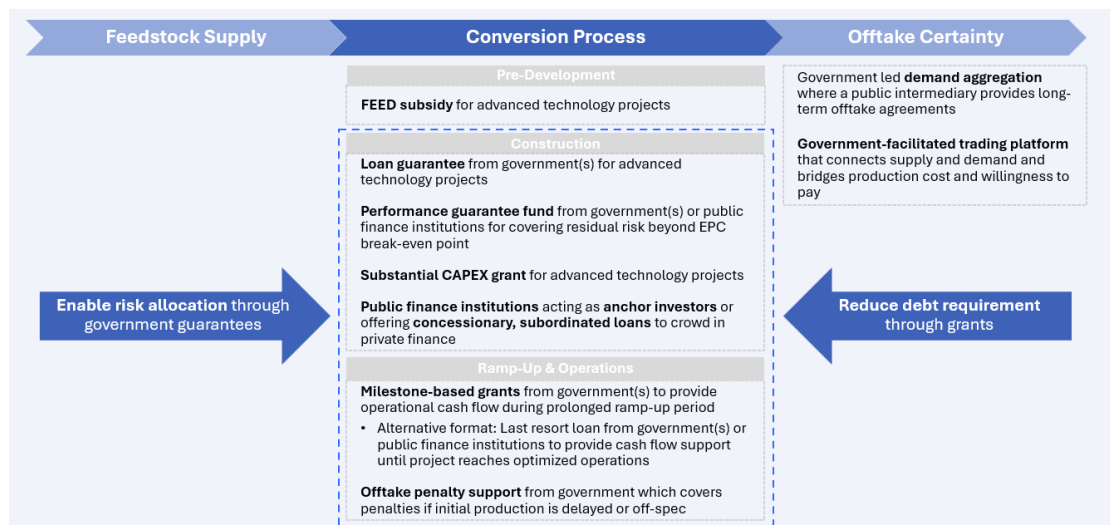 Feedstock Supply
Conversion Process
Offtake Certainty
Pre-Development
FEED subsidy for advanced technology projects
Construction
Loan guarantee from government(s) for advanced
technology projects
Performance guarantee fund from government(s) or public
finance institutions for covering residual risk beyond EPC
break-even point
Substantial CAPEX grant for advanced technology projects
Public finance institutions acting as anchor investors or
offering concessionary, subordinated loans to crowd in
private finance
Ramp-Up & Operations
Milestone-based grants from government(s) to provide
operational cash flow during prolonged ramp-up period
• Alternative format: Last resort loan from government(s) or
public finance institutions to provide cash flow support
until project reaches optimized operations
Offtake penalty support from government which covers
penalties if initial production is delayed or off-spec
Government led demand aggregation
where a public intermediary provides long-
term offtake agreements
Government-facilitated trading platform
that connects supply and demand and
bridges production cost and willingness to
pay
Enable risk allocation through
government guarantees
Reduce debt requirement
through grants